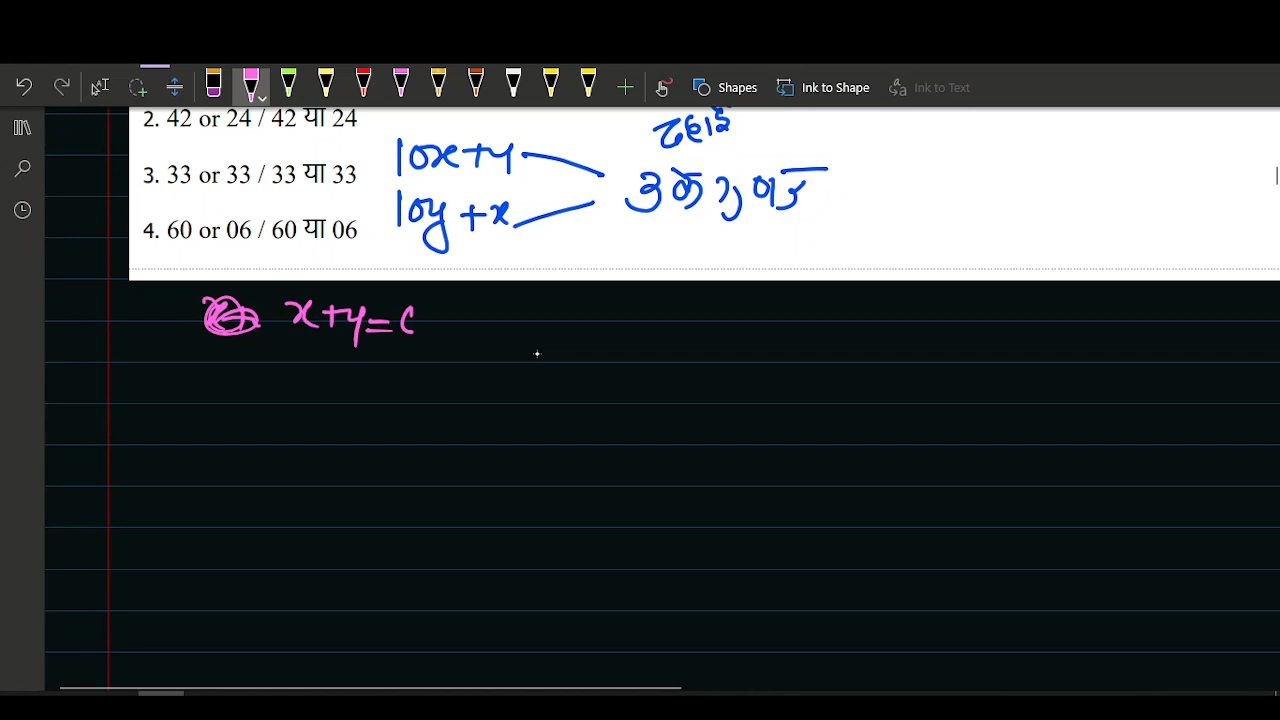 Shapes Ink to Shape Ink to Text
2. 42 or 24 / 42 या 24
दहाई
10x+y
3. 33 or 33 / 33 या 33
10y+x
4. 60 or 06 / 60 या 06
x+y=